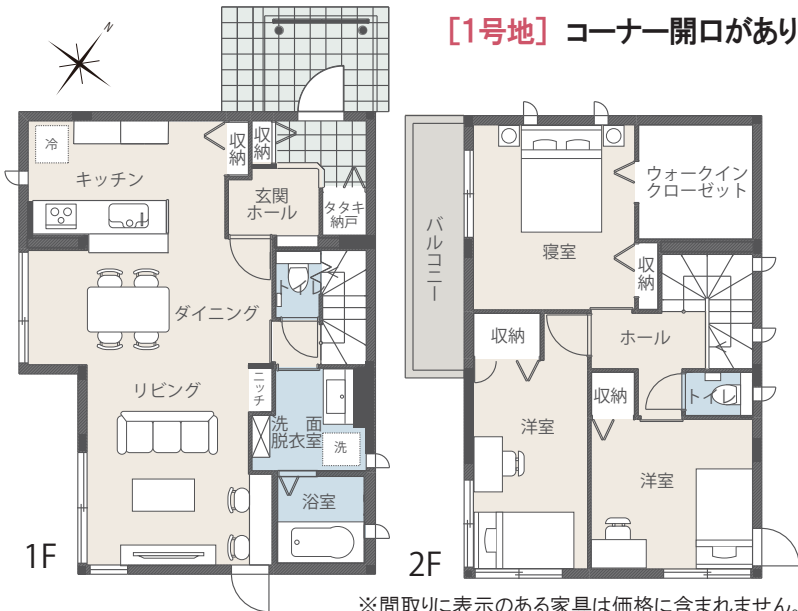 [1号地] コーナー開口があり
N
冷
キッチン
収納
収納
玄関
ホール
タタキ
納戸
トイレ
ダイニング
リビング
ニッチ
洗面
脱衣室
洗
浴室
1F
バルコニー
ウォークイン
クローゼット
寝室
収納
収納
ホール
収納
トイレ
洋室
洋室
2F
※間取りに表示のある家具は価格に含まれません。